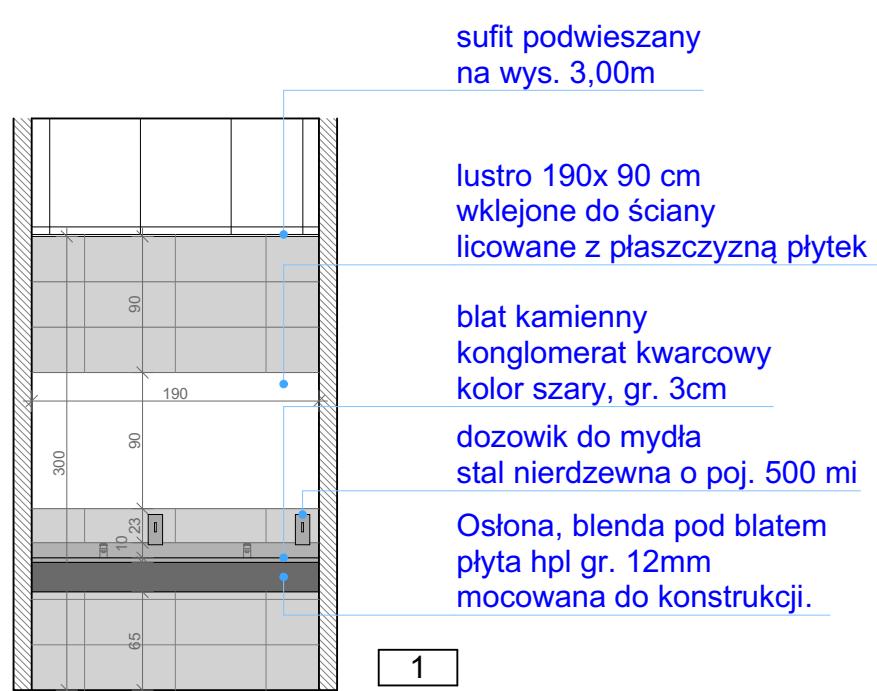 sufit podwieszany
na wys. 3,00m
lustro 190x 90 cm
wklejone do ściany
licowane z płaszczyzną płytek
blat kamienny
konglomerat kwarcowy
kolor szary, gr. 3cm
dozowik do mydła
stal nierdzewna o poj. 500 mi
Osłona, blenda pod blatem
płyta hpl gr. 12mm
mocowana do konstrukcji.
90
190
90
300
23
10
65
1